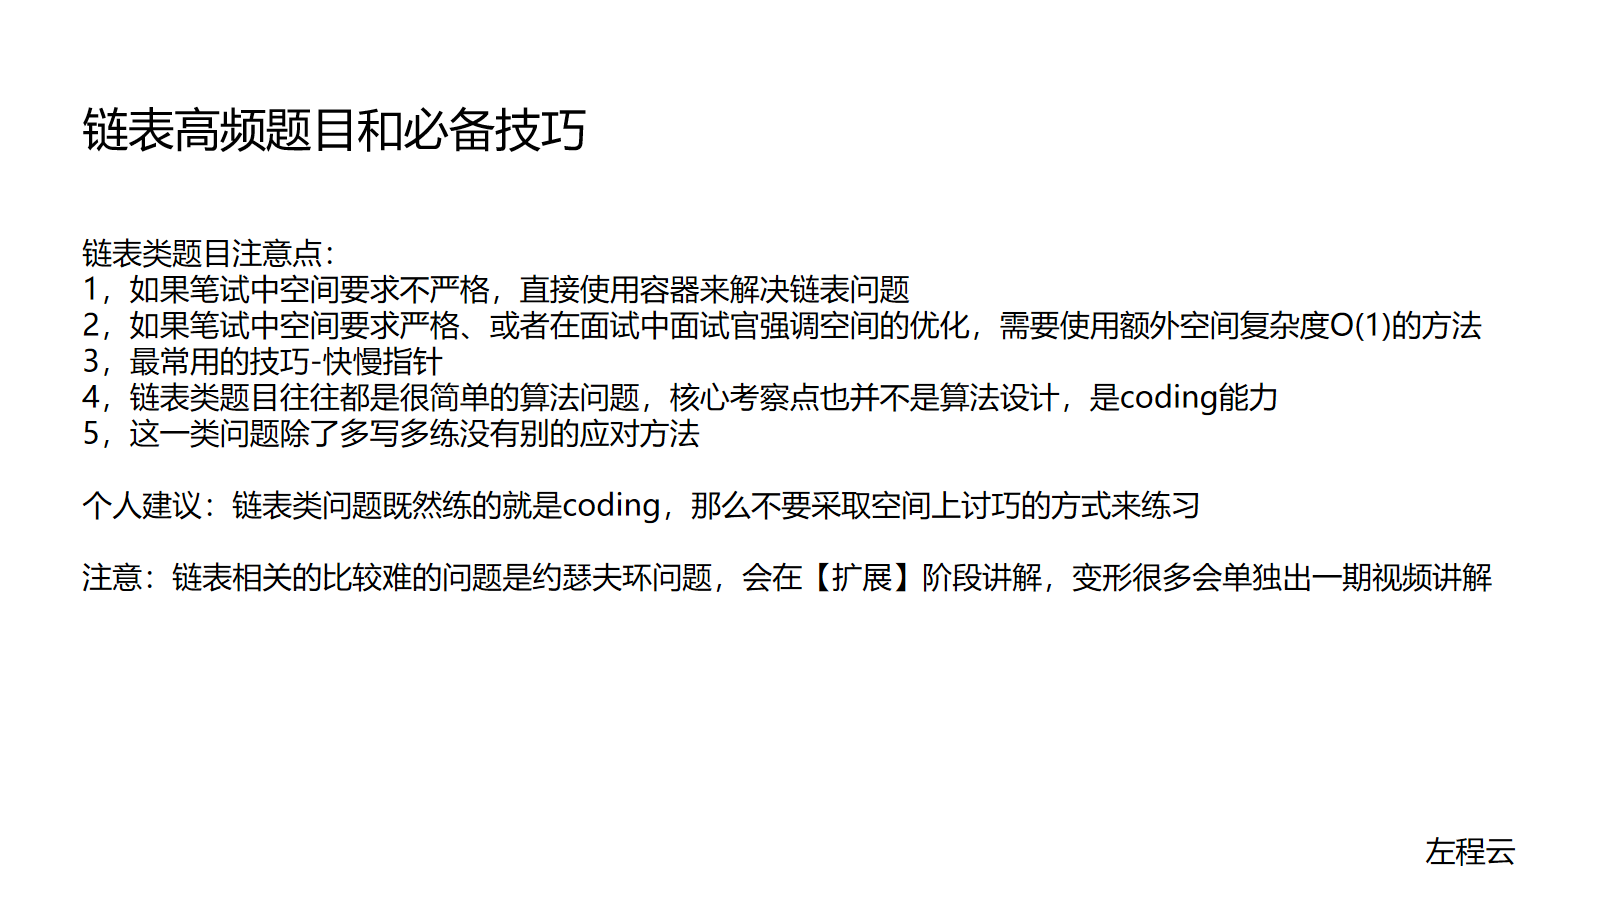 链表高频题目和必备技巧
链表类题目注意点：
1，如果笔试中空间要求不严格，直接使用容器来解决链表问题
2，如果笔试中空间要求严格、或者在面试中面试官强调空间的优化，需要使用额外空间复杂度O(1)的方法
3，最常用的技巧-快慢指针
4，链表类题目往往都是很简单的算法问题，核心考察点也并不是算法设计，是coding能力
5，这一类问题除了多写多练没有别的应对方法
个人建议：链表类问题既然练的就是coding，那么不要采取空间上讨巧的方式来练习
注意：链表相关的比较难的问题是约瑟夫环问题，会在【扩展】阶段讲解，变形很多会单独出一期视频讲解
左程云